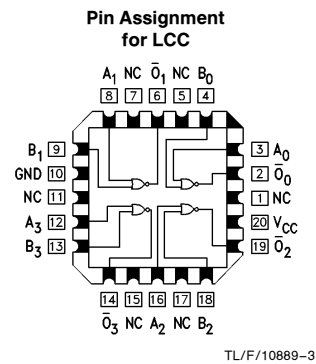 Pin Assignment
for LCC
A₁ NC Ō₁ NC B₀
8 7 6 5 4
B₁ 9
3 A₀
GND 10
2 Ō₀
NC 11
1 NC
A₃ 12
20 V_CC
B₃ 13
19 Ō₂
14 15 16 17 18
Ō₃ NC A₂ NC B₂
TL/F/10889–3